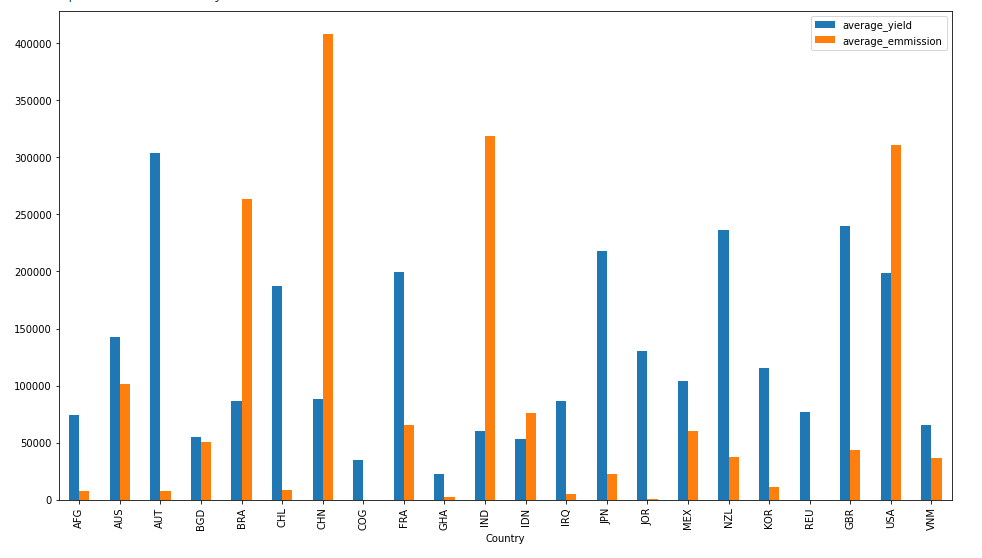 average_yield
average_emmission
400000
350000
300000
250000
200000
150000
100000
50000
0
AFG AUS AUT BGD BRA CHL CHN COG FRA GHA IND IDN IRQ JPN JOR MEX NZL KOR REU GBR USA VNM
Country